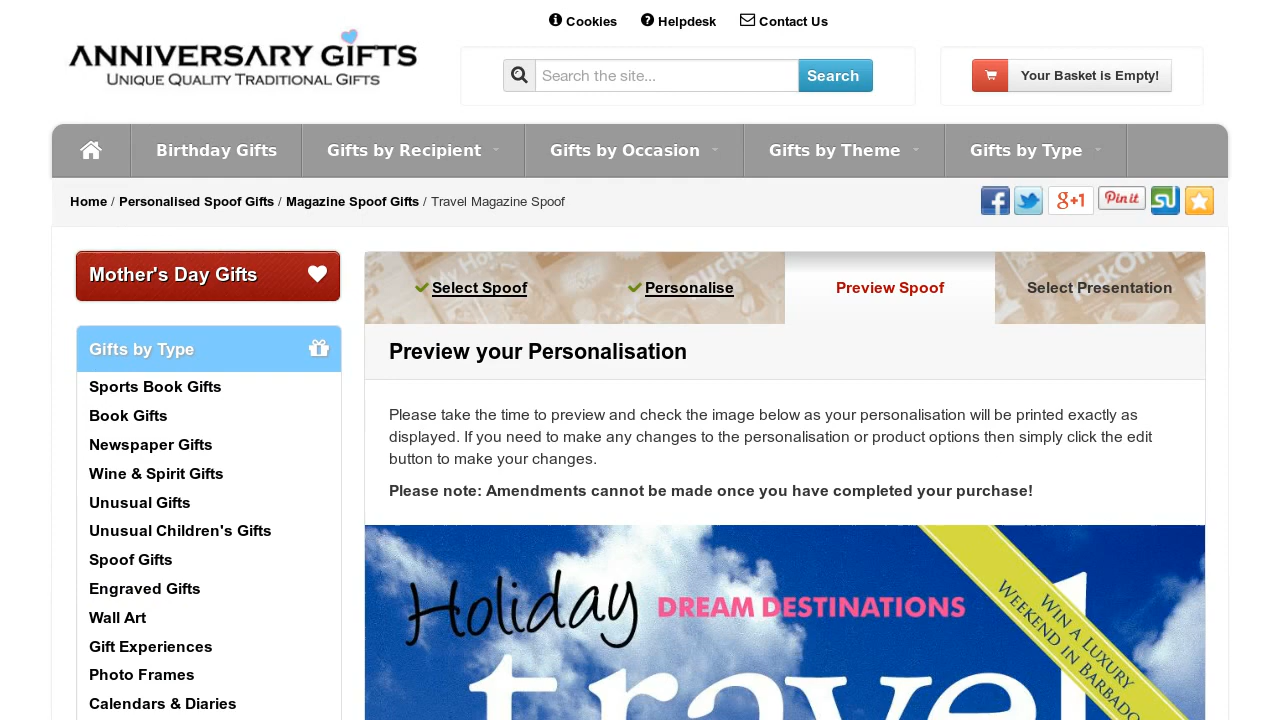 Cookies Helpdesk Contact Us
ANNIVERSARY GIFTS
UNIQUE QUALITY TRADITIONAL GIFTS
Search the site... Search
Your Basket is Empty!
Birthday Gifts Gifts by Recipient Gifts by Occasion Gifts by Theme Gifts by Type
Home / Personalised Spoof Gifts / Magazine Spoof Gifts / Travel Magazine Spoof
g+1 Pin it
Mother's Day Gifts
Select Spoof Personalise Preview Spoof Select Presentation
Gifts by Type
Sports Book Gifts
Book Gifts
Newspaper Gifts
Wine & Spirit Gifts
Unusual Gifts
Unusual Children's Gifts
Spoof Gifts
Engraved Gifts
Wall Art
Gift Experiences
Photo Frames
Calendars & Diaries
Preview your Personalisation
Please take the time to preview and check the image below as your personalisation will be printed exactly as
displayed. If you need to make any changes to the personalisation or product options then simply click the edit
button to make your changes.
Please note: Amendments cannot be made once you have completed your purchase!
Holiday DREAM DESTINATIONS
travel
WIN A LUXURY
WEEKEND IN BARBADO